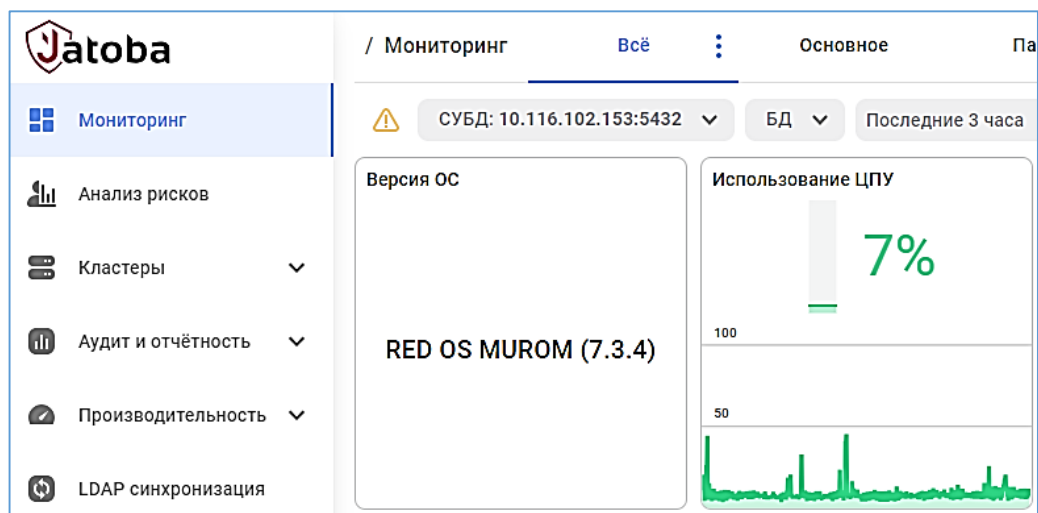 Jatoba
/ Мониторинг
Всё
Основное
Па
Мониторинг
СУБД: 10.116.102.153:5432
БД
Последние 3 часа
Анализ рисков
Кластеры
Аудит и отчётность
Производительность
LDAP синхронизация
Версия ОС
RED OS MUROM (7.3.4)
Использование ЦПУ
7%
100
50